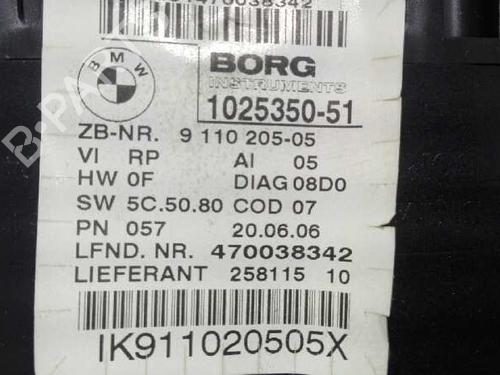 470038342
BMW
BORG
INSTRUMENTS
1025350-51
ZB-NR. 9 110 205-05
VI RP AI 05
HW 0F DIAG 08D0
SW 5C.50.80 COD 07
PN 057 20.06.06
LFND. NR. 470038342
LIEFERANT 258115 10
IK911020505X